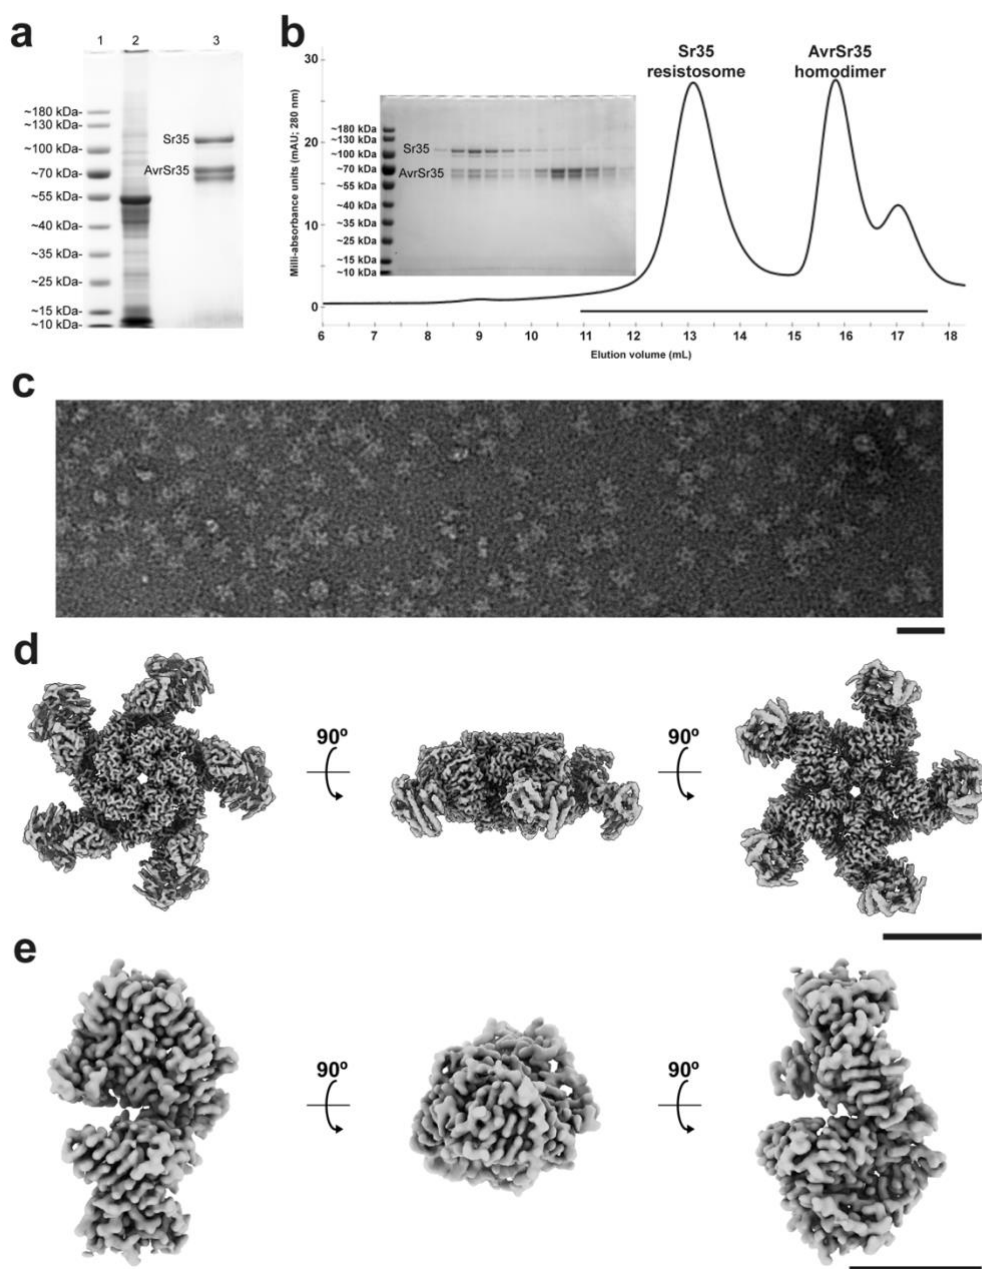 a
1 2 3
~180 kDa-
~130 kDa-
~100 kDa-
~70 kDa-
~55 kDa-
~40 kDa-
~35 kDa-
~25 kDa-
~15 kDa-
~10 kDa-
Sr35
AvrSr35
b
Milli-absorbance units (mAU; 280 nm)
30
20
10
0
Sr35
resistosome
AvrSr35
homodimer
~180 kDa
~130 kDa
~100 kDa
~70 kDa
~55 kDa
~40 kDa
~35 kDa
~25 kDa
~15 kDa
~10 kDa
Sr35
AvrSr35
6 7 8 9 10 11 12 13 14 15 16 17 18
Elution volume (mL)
c
d
90º
90º
e
90º
90º